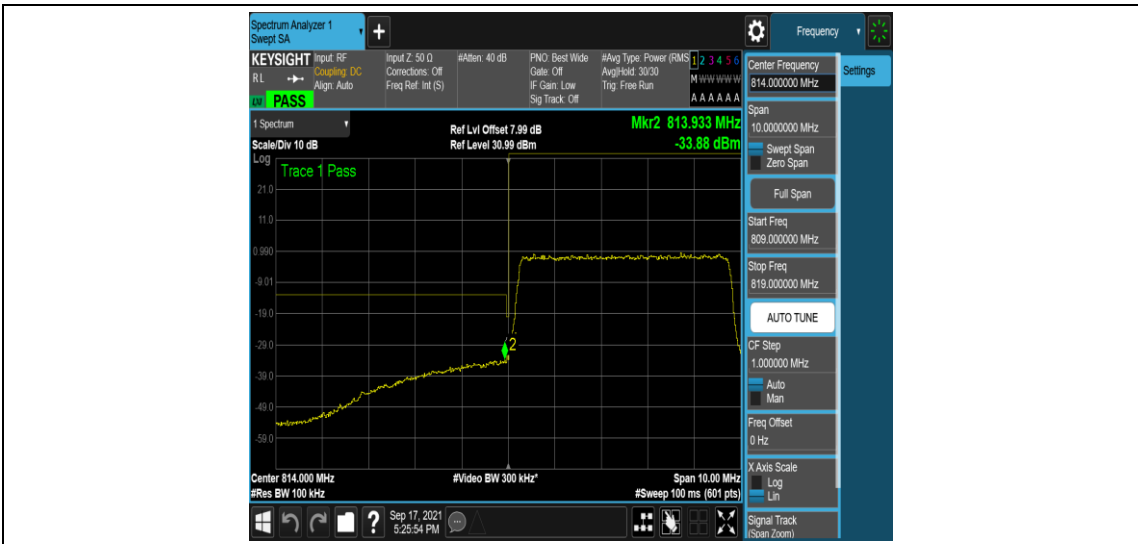 Spectrum Analyzer 1
Swept SA
+
Frequency
KEYSIGHT
RL
LXI
PASS
Input: RF
Coupling: DC
Align: Auto
Input Z: 50 Ω
Corrections: Off
Freq Ref: Int (S)
#Atten: 40 dB
PNO: Best Wide
Gate: Off
IF Gain: Low
Sig Track: Off
#Avg Type: Power (RMS
Avg|Hold: 30/30
Trig: Free Run
1 2 3 4 5 6
M W W W W W
A A A A A A
1 Spectrum
Scale/Div 10 dB
Ref Lvl Offset 7.99 dB
Ref Level 30.99 dBm
Mkr2 813.933 MHz
-33.88 dBm
Log
Trace 1 Pass
21.0
11.0
0.990
-9.01
-19.0
-29.0
-39.0
-49.0
-59.0
2
Center 814.000 MHz
#Res BW 100 kHz
#Video BW 300 kHz*
Span 10.00 MHz
#Sweep 100 ms (601 pts)
?
Sep 17, 2021
5:25:54 PM
Center Frequency
814.000000 MHz
Settings
Span
10.0000000 MHz
Swept Span
Zero Span
Full Span
Start Freq
809.000000 MHz
Stop Freq
819.000000 MHz
AUTO TUNE
CF Step
1.000000 MHz
Auto
Man
Freq Offset
0 Hz
X Axis Scale
Log
Lin
Signal Track
(Span Zoom)